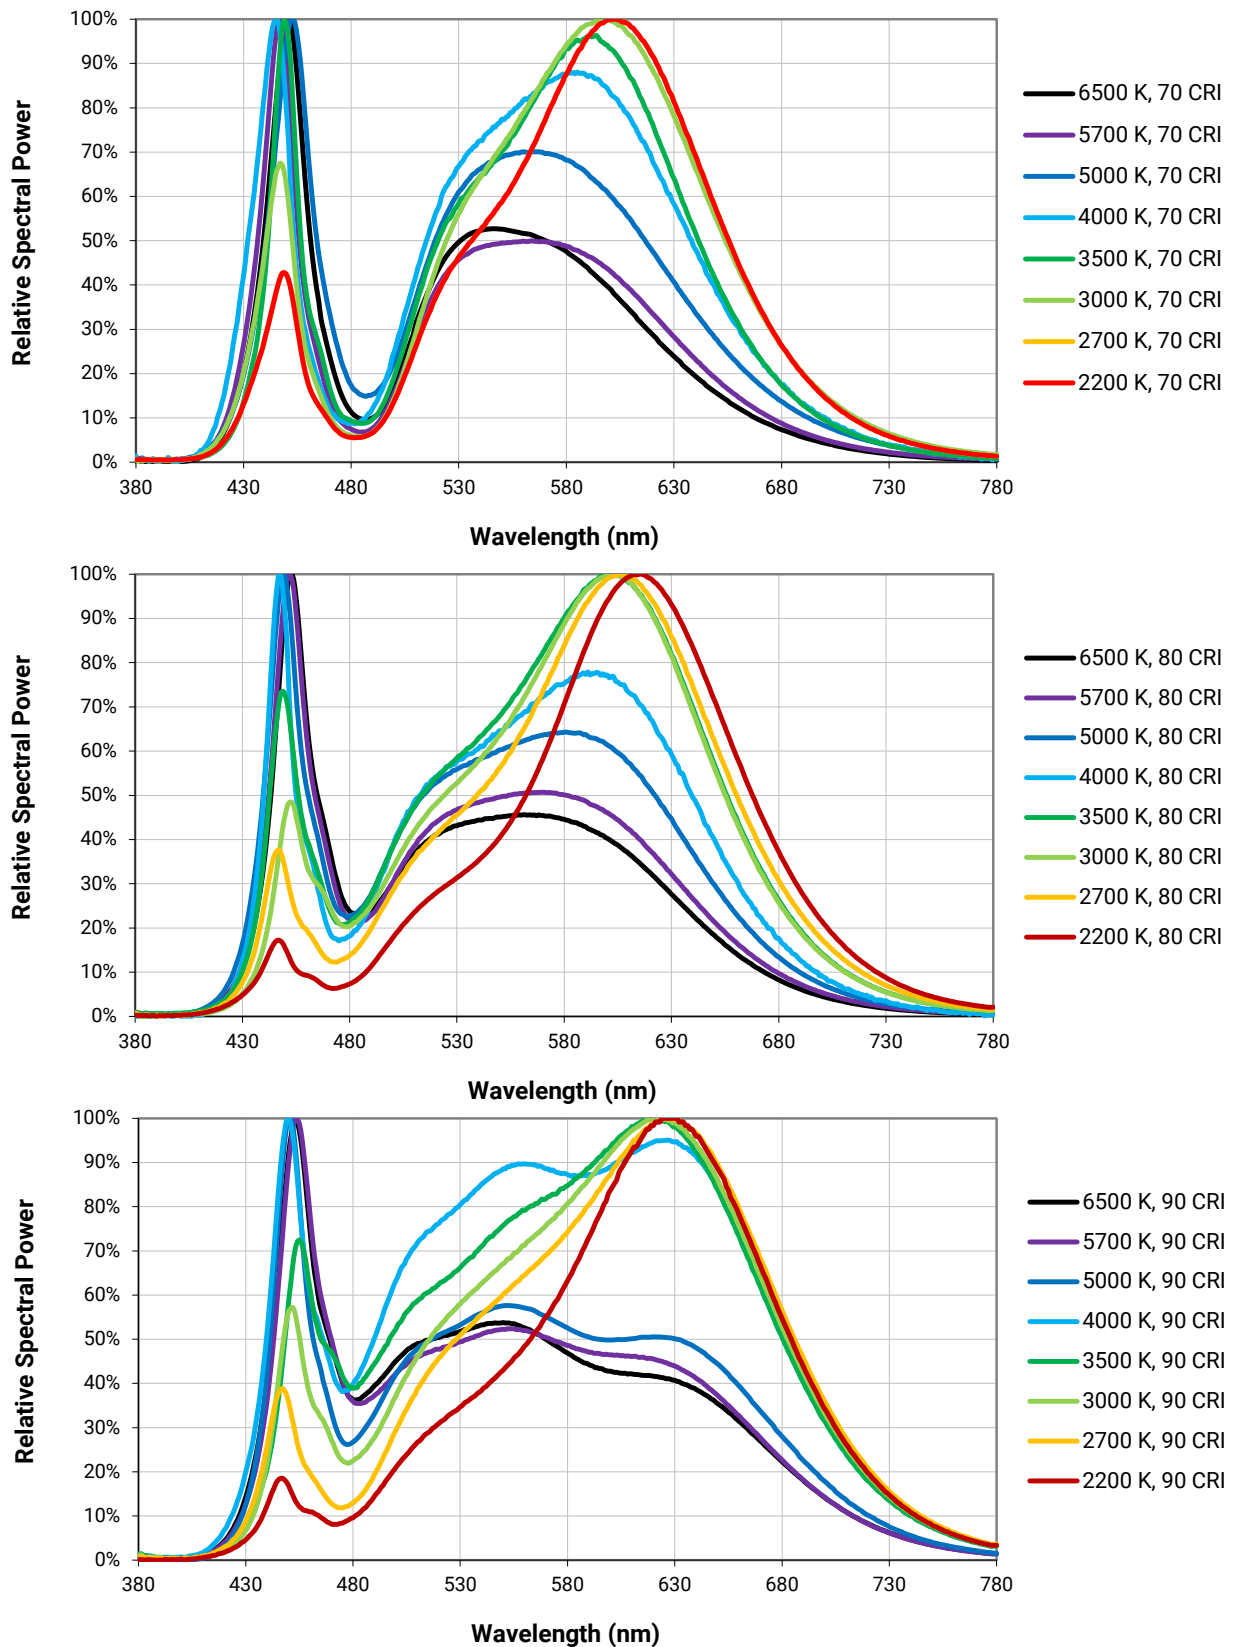 100%
90%
80%
70%
60%
50%
40%
30%
20%
10%
0%
Relative Spectral Power
380 430 480 530 580 630 680 730 780
Wavelength (nm)
6500 K, 70 CRI
5700 K, 70 CRI
5000 K, 70 CRI
4000 K, 70 CRI
3500 K, 70 CRI
3000 K, 70 CRI
2700 K, 70 CRI
2200 K, 70 CRI
100%
90%
80%
70%
60%
50%
40%
30%
20%
10%
0%
Relative Spectral Power
380 430 480 530 580 630 680 730 780
Wavelength (nm)
6500 K, 80 CRI
5700 K, 80 CRI
5000 K, 80 CRI
4000 K, 80 CRI
3500 K, 80 CRI
3000 K, 80 CRI
2700 K, 80 CRI
2200 K, 80 CRI
100%
90%
80%
70%
60%
50%
40%
30%
20%
10%
0%
Relative Spectral Power
380 430 480 530 580 630 680 730 780
Wavelength (nm)
6500 K, 90 CRI
5700 K, 90 CRI
5000 K, 90 CRI
4000 K, 90 CRI
3500 K, 90 CRI
3000 K, 90 CRI
2700 K, 90 CRI
2200 K, 90 CRI